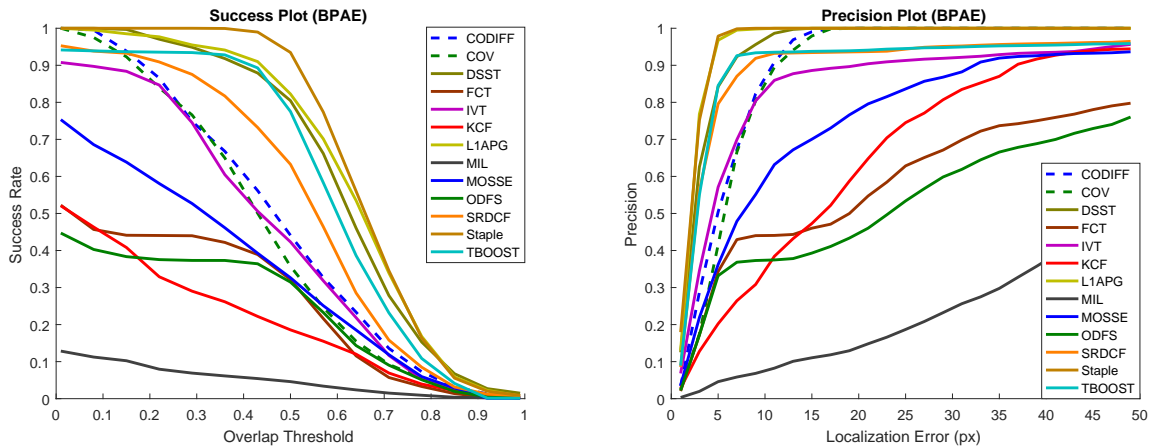 Success Plot (BPAE)
1
0.9
0.8
0.7
0.6
0.5
0.4
0.3
0.2
0.1
0
Success Rate
0 0.1 0.2 0.3 0.4 0.5 0.6 0.7 0.8 0.9 1
Overlap Threshold
CODIFF
COV
DSST
FCT
IVT
KCF
L1APG
MIL
MOSSE
ODFS
SRDCF
Staple
TBOOST
Precision Plot (BPAE)
1
0.9
0.8
0.7
0.6
0.5
0.4
0.3
0.2
0.1
0
Precision
0 5 10 15 20 25 30 35 40 45 50
Localization Error (px)
CODIFF
COV
DSST
FCT
IVT
KCF
L1APG
MIL
MOSSE
ODFS
SRDCF
Staple
TBOOST